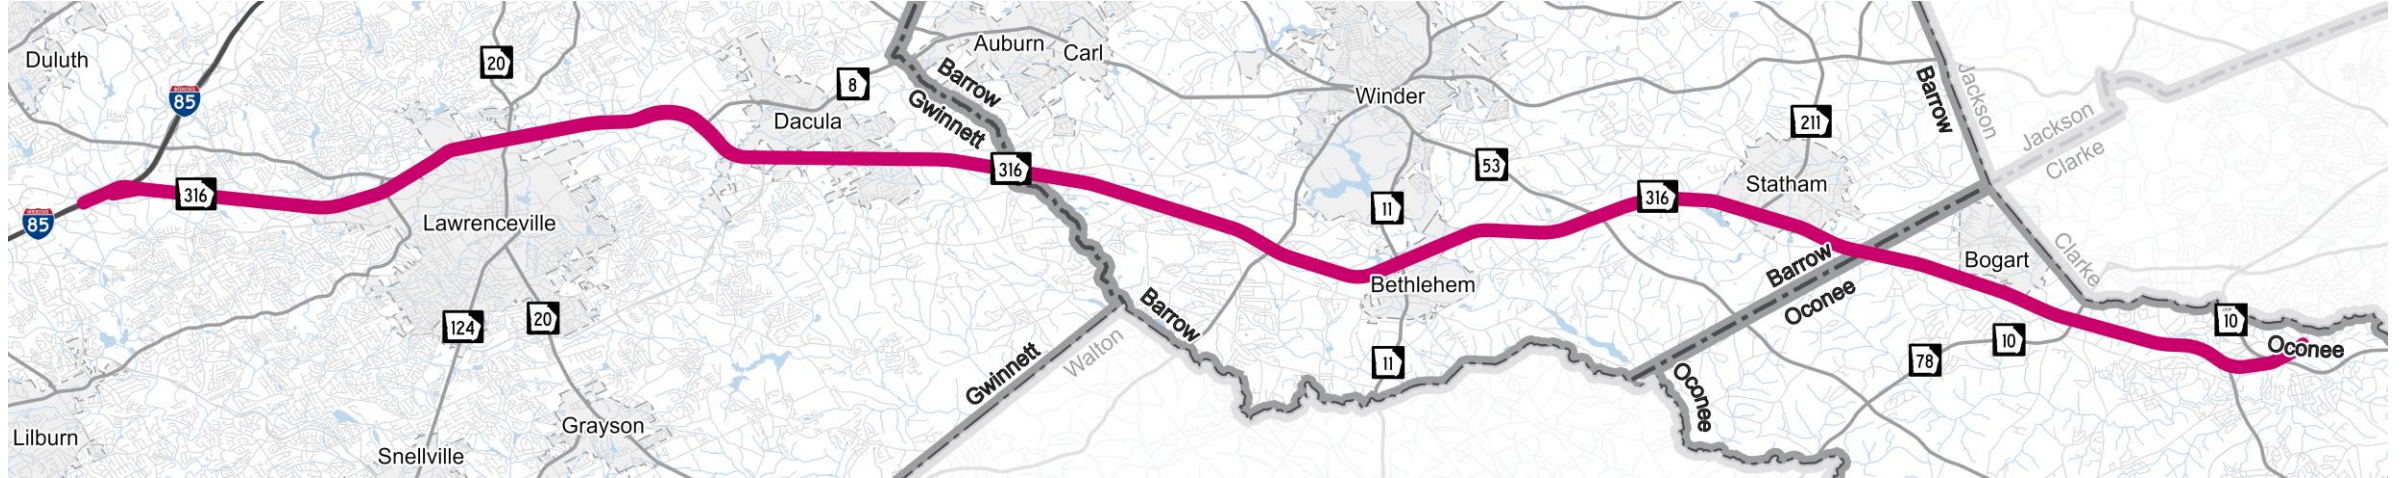 Duluth
INTERSTATE
85
20
8
Auburn
Carl
Barrow
Gwinnett
Dacula
Winder
Barrow
Jackson
Jackson
Clarke
211
316
316
53
316
Statham
11
INTERSTATE
85
Lawrenceville
Bethlehem
Barrow
Oconee
Bogart
Clarke
124
20
Barrow
Gwinnett
Walton
11
78
10
10
Oconee
Oconee
Lilburn
Snellville
Grayson